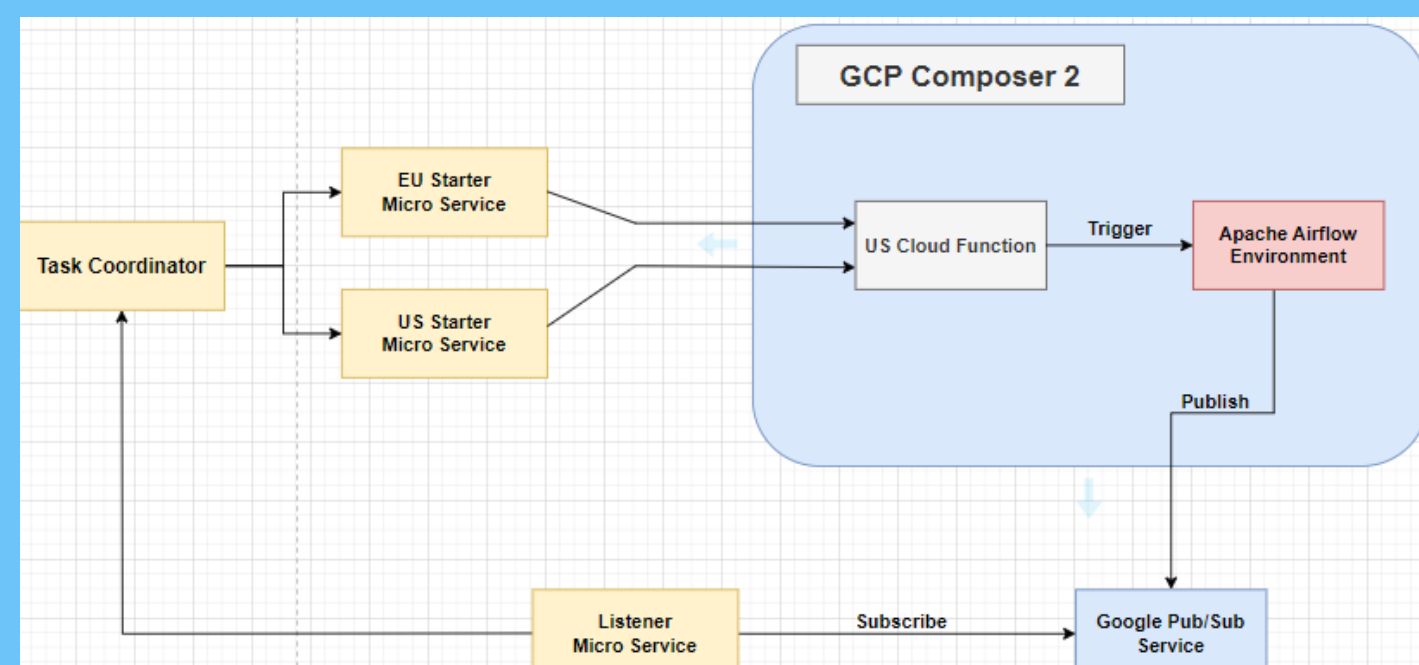 GCP Composer 2
EU Starter
Micro Service
US Cloud Function
Trigger
Apache Airflow
Environment
Task Coordinator
US Starter
Micro Service
Publish
Listener
Micro Service
Subscribe
Google Pub/Sub
Service